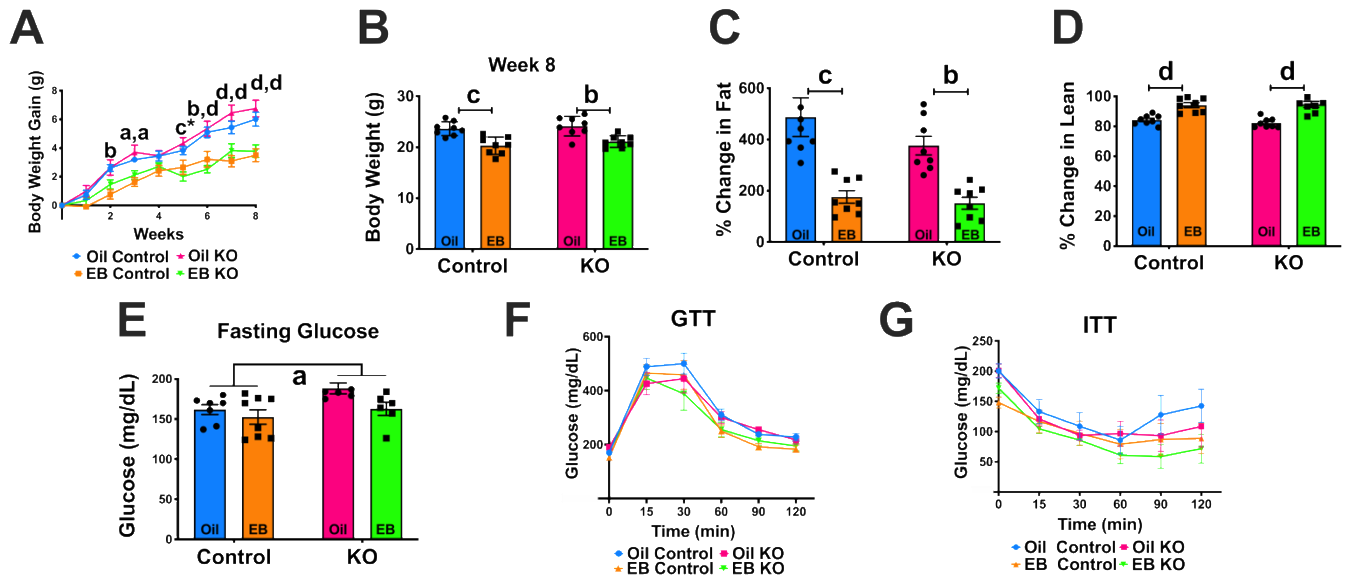 A
Body Weight Gain (g)
8
6
4
2
0
b
a,a
c*
b,d
d,d
d,d
2
4
6
8
Weeks
Oil Control
Oil KO
EB Control
EB KO
B
Week 8
Body Weight (g)
30
20
10
0
c
b
Oil
EB
Oil
EB
Control
KO
C
% Change in Fat
600
400
200
0
c
b
Oil
EB
Oil
EB
Control
KO
D
% Change in Lean
100
80
60
40
20
0
d
d
Oil
EB
Oil
EB
Control
KO
E
Fasting Glucose
Glucose (mg/dL)
200
150
100
50
0
a
Oil
EB
Oil
EB
Control
KO
F
GTT
Glucose (mg/dL)
600
400
200
0
15
30
60
90
120
Time (min)
Oil Control
Oil KO
EB Control
EB KO
G
ITT
Glucose (mg/dL)
250
200
150
100
50
0
15
30
60
90
120
Time (min)
Oil Control
Oil KO
EB Control
EB KO